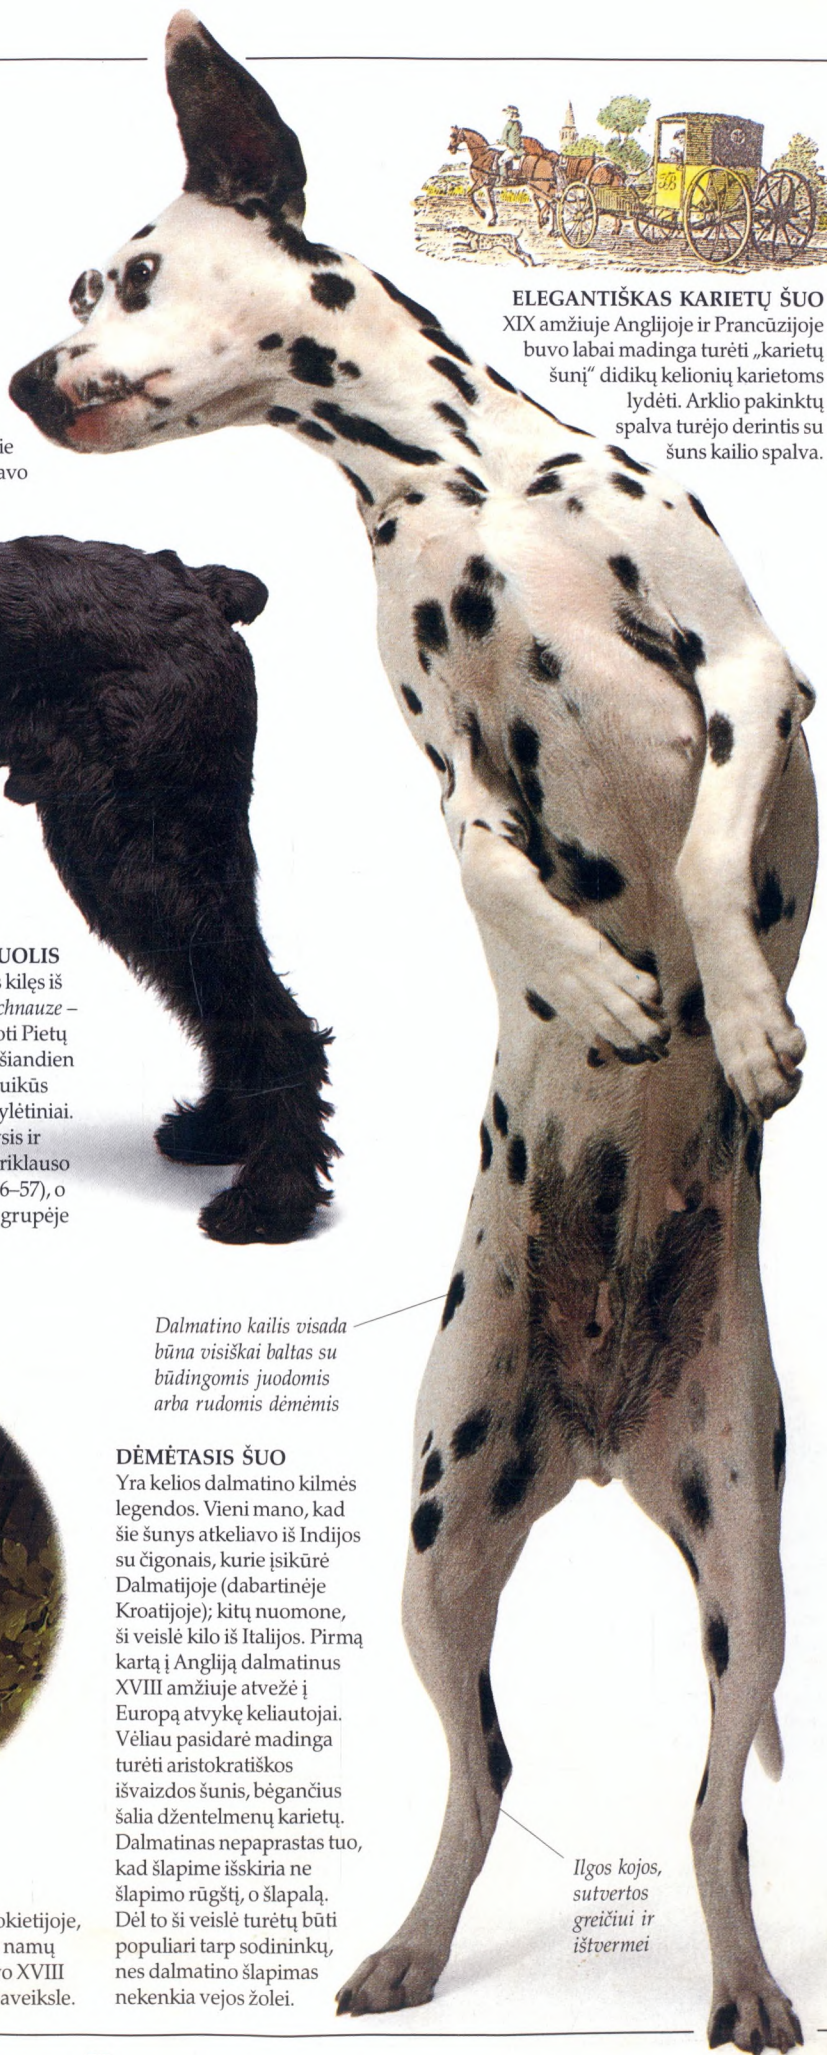 ELEGANTIŠKAS KARIETŲ ŠUO
XIX amžiuje Anglijoje ir Prancūzijoje
buvo labai madinga turėti „karietų
šunį“ didikų kelionių karietoms
lydėti. Arklio pakinktų
spalva turėjo derintis su
šuns kailio spalva.
ie
avo
UOLIS
s kilęs iš
chnauze –
oti Pietų
šiandien
uikūs
ylėtiniai.
sis ir
riklauso
6–57), o
grupėje
Dalmatino kailis visada
būna visiškai baltas su
būdingomis juodomis
arba rudomis dėmėmis
DĖMĖTASIS ŠUO
Yra kelios dalmatino kilmės
legendos. Vieni mano, kad
šie šunys atkeliavo iš Indijos
su čigonais, kurie įsikūrė
Dalmatijoje (dabartinėje
Kroatijoje); kitų nuomone,
ši veislė kilo iš Italijos. Pirmą
kartą į Angliją dalmatinus
XVIII amžiuje atvežė į
Europą atvykę keliautojai.
Vėliau pasidarė madinga
turėti aristokratiškos
išvaizdos šunis, bėgančius
šalia džentelmenų karietų.
Dalmatinas nepaprastas tuo,
kad šlapime išskiria ne
šlapimo rūgštį, o šlapalą.
Dėl to ši veislė turėtų būti
populiari tarp sodininkų,
nes dalmatino šlapimas
nekenkia vejos žolei.
Ilgos kojos,
sutvertos
greičiui ir
ištvermei
okietijoje,
namų
o XVIII
aveiksle.